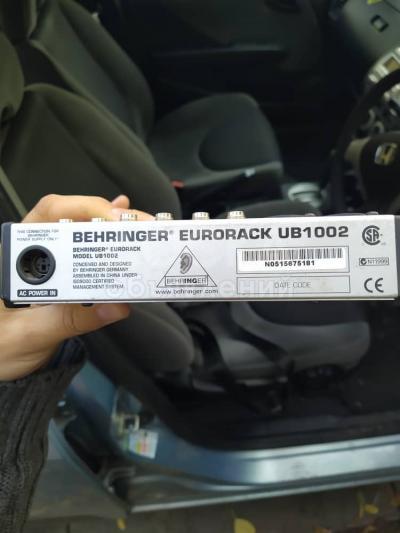 THIS CONNECTION FOR
BEHRINGER
POWER SUPPLY ONLY!
AC POWER IN
BEHRINGER® EURORACK UB1002
BEHRINGER® EURORACK
MODEL UB1002
CONCEIVED AND DESIGNED
BY BEHRINGER GERMANY
ASSEMBLED IN CHINA UNDER
ISO9000 CERTIFIED
MANAGEMENT SYSTEM.
BEHRINGER
www.behringer.com
N0515675181
DATE CODE
N11996
CE